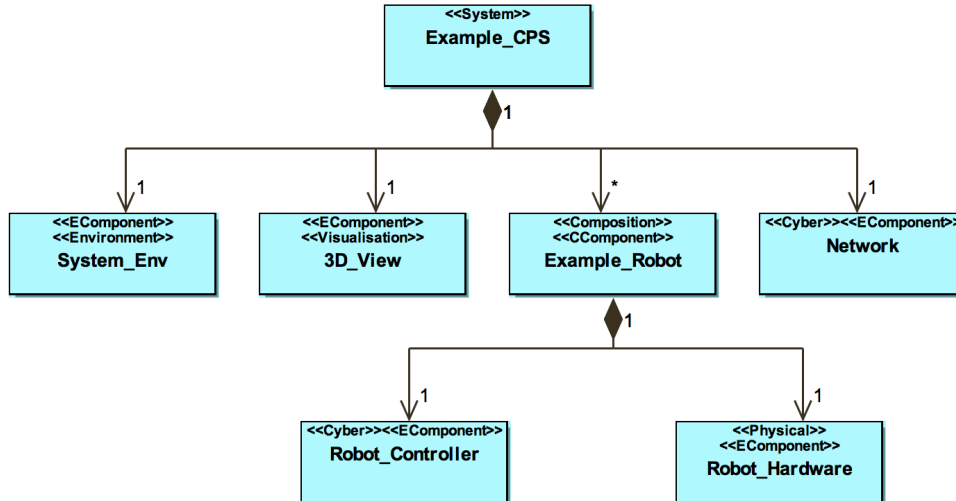 <<System>>
Example_CPS
1
1
1
*
1
<<EComponent>>
<<Environment>>
System_Env
<<EComponent>>
<<Visualisation>>
3D_View
<<Composition>>
<<CComponent>>
Example_Robot
<<Cyber>><<EComponent>>
Network
1
1
1
<<Cyber>><<EComponent>>
Robot_Controller
<<Physical>>
<<EComponent>>
Robot_Hardware